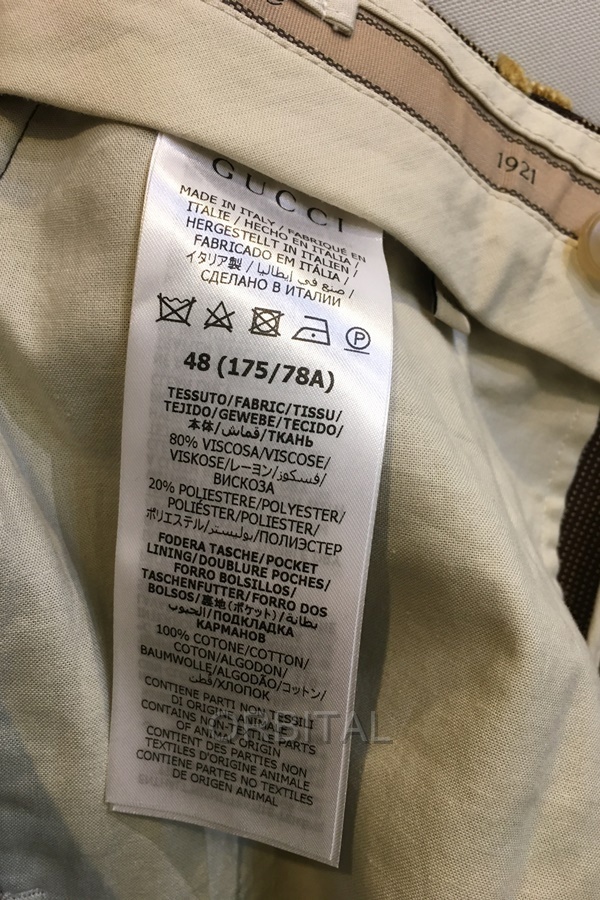 1921
GUCCI
MADE IN ITALY / FABRIQUÉ EN
ITALIE / HECHO EN ITALIA /
HERGESTELLT IN ITALIEN /
FABRICADO EM ITÁLIA /
イタリア製 / صنع في إيطاليا /
СДЕЛАНО В ИТАЛИИ
P
48 (175/78A)
TESSUTO/FABRIC/TISSU/
TEJIDO/GEWEBE/TECIDO/
本体/قماش/ТКАНЬ
80% VISCOSA/VISCOSE/
VISKOSE/レーヨン/فسكوز/
ВИСКОЗА
20% POLIESTERE/POLYESTER/
POLIÉSTER/POLIESTER/
ポリエステル/بوليستر/ПОЛИЭСТЕР
FODERA TASCHE/POCKET
LINING/DOUBLURE POCHES/
FORRO BOLSILLOS/
TASCHENFUTTER/FORRO DOS
BOLSOS/裏地(ポケット)/بطانة
الجيوب/ПОДКЛАДКА
КАРМАНОВ
100% COTONE/COTTON/
COTON/ALGODON/
BAUMWOLLE/ALGODÃO/コットン/
قطن/ХЛОПОК
CONTIENE PARTI NON TESSILI
DI ORIGINE ANIMALE
CONTAINS NON-TEXTILE PARTS
OF ANIMAL ORIGIN
CONTIENT DES PARTIES NON
TEXTILES D'ORIGINE ANIMALE
CONTIENE PARTES NO TEXTILES
DE ORIGEN ANIMAL
ORBITAL